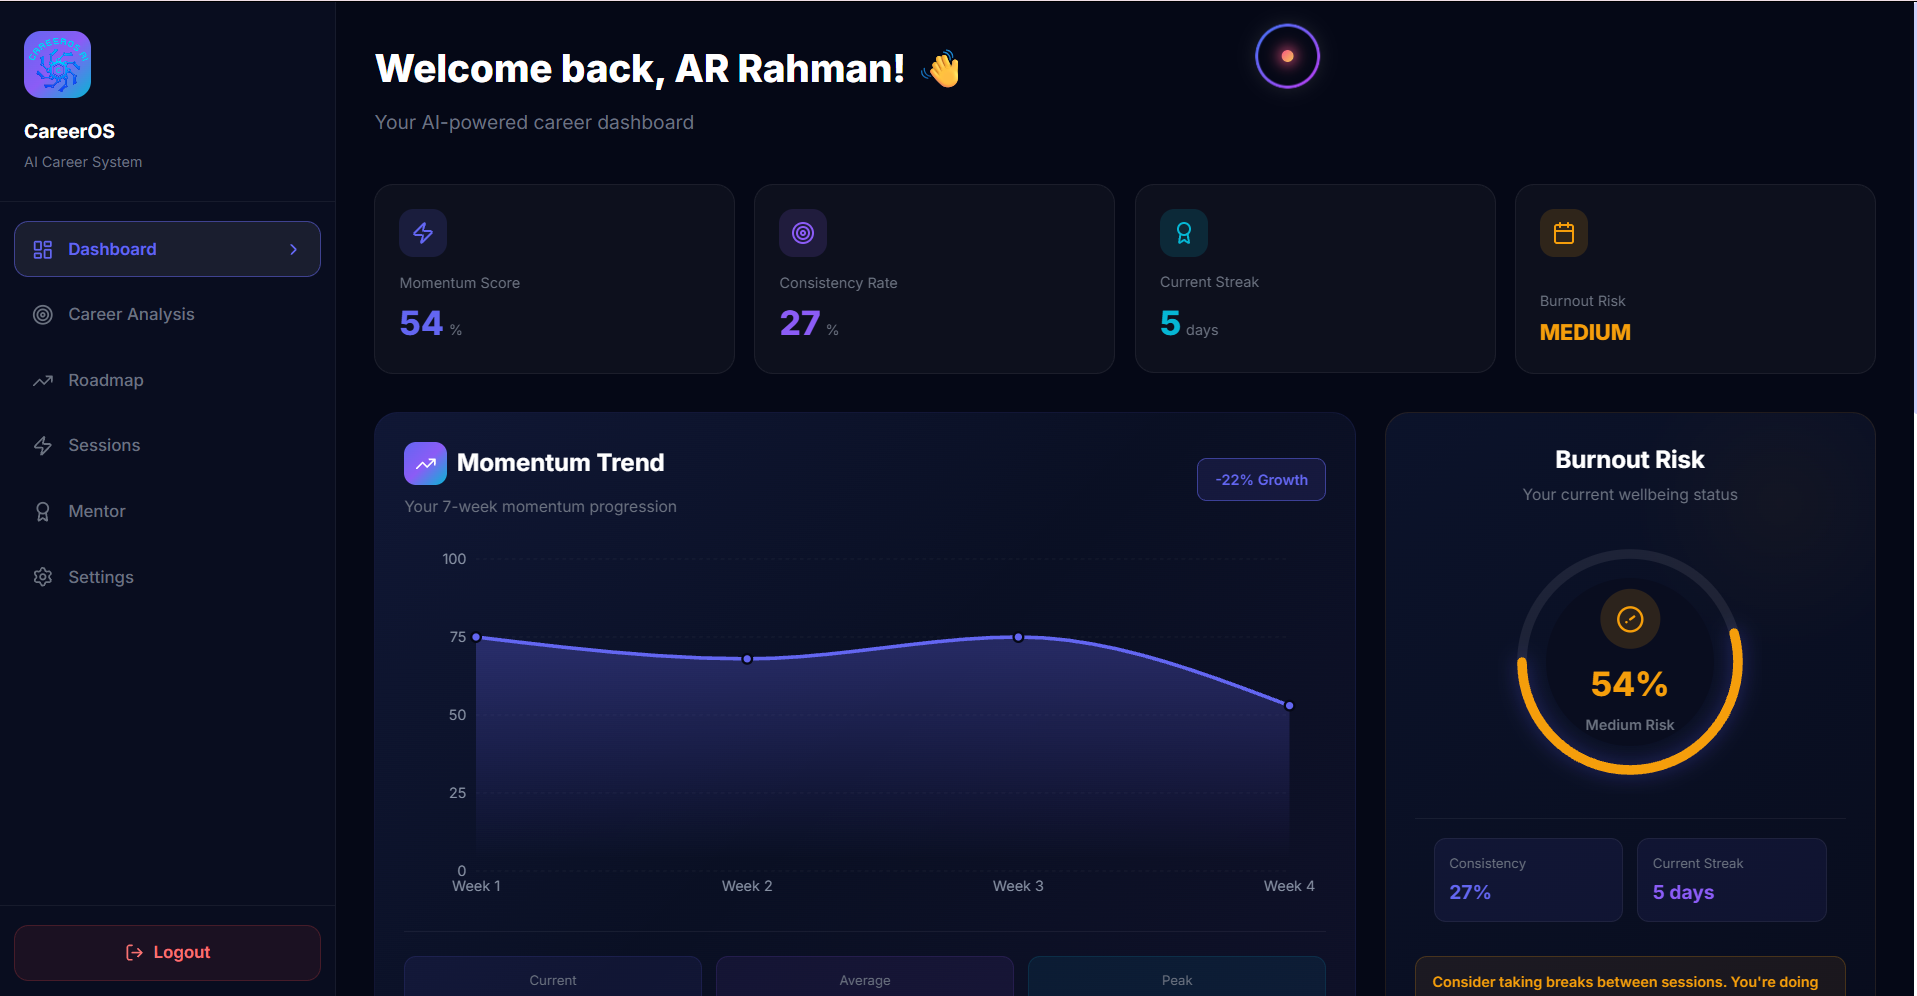 CAREEROS AI
CareerOS
AI Career System
Dashboard
Career Analysis
Roadmap
Sessions
Mentor
Settings
Logout
Welcome back, AR Rahman! 👋
Your AI-powered career dashboard
Momentum Score
54 %
Consistency Rate
27 %
Current Streak
5 days
Burnout Risk
MEDIUM
Momentum Trend
Your 7-week momentum progression
-22% Growth
100
75
50
25
0
Week 1 Week 2 Week 3 Week 4
Current
Average
Peak
Burnout Risk
Your current wellbeing status
54%
Medium Risk
Consistency
27%
Current Streak
5 days
Consider taking breaks between sessions. You're doing